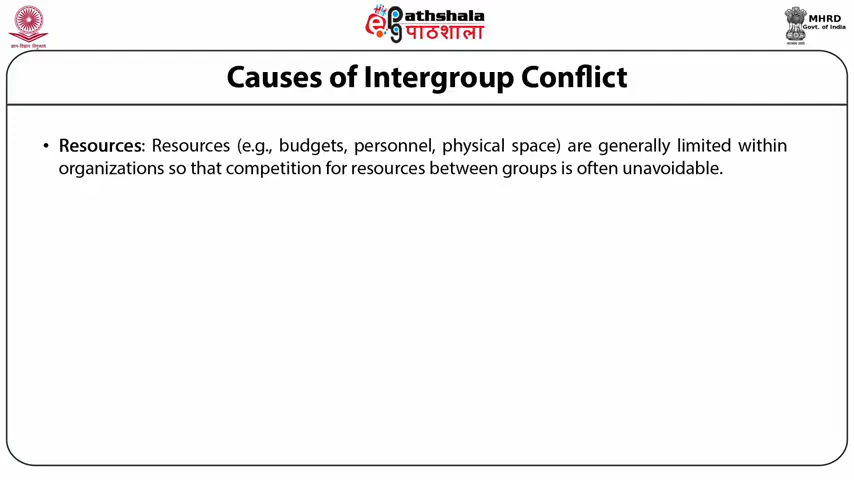 ePathshala
पाठशाला
MHRD
Govt. of India
Causes of Intergroup Conflict
• Resources: Resources (e.g., budgets, personnel, physical space) are generally limited within
organizations so that competition for resources between groups is often unavoidable.